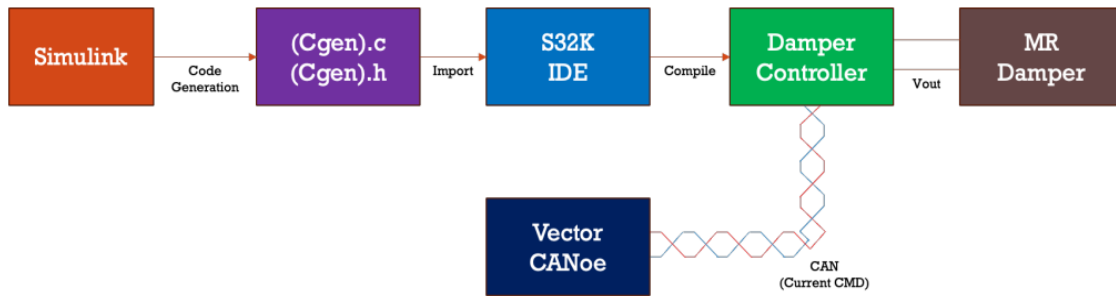 Simulink
Code
Generation
(Cgen).c
(Cgen).h
Import
S32K
IDE
Compile
Damper
Controller
Vout
MR
Damper
Vector
CANoe
CAN
(Current CMD)